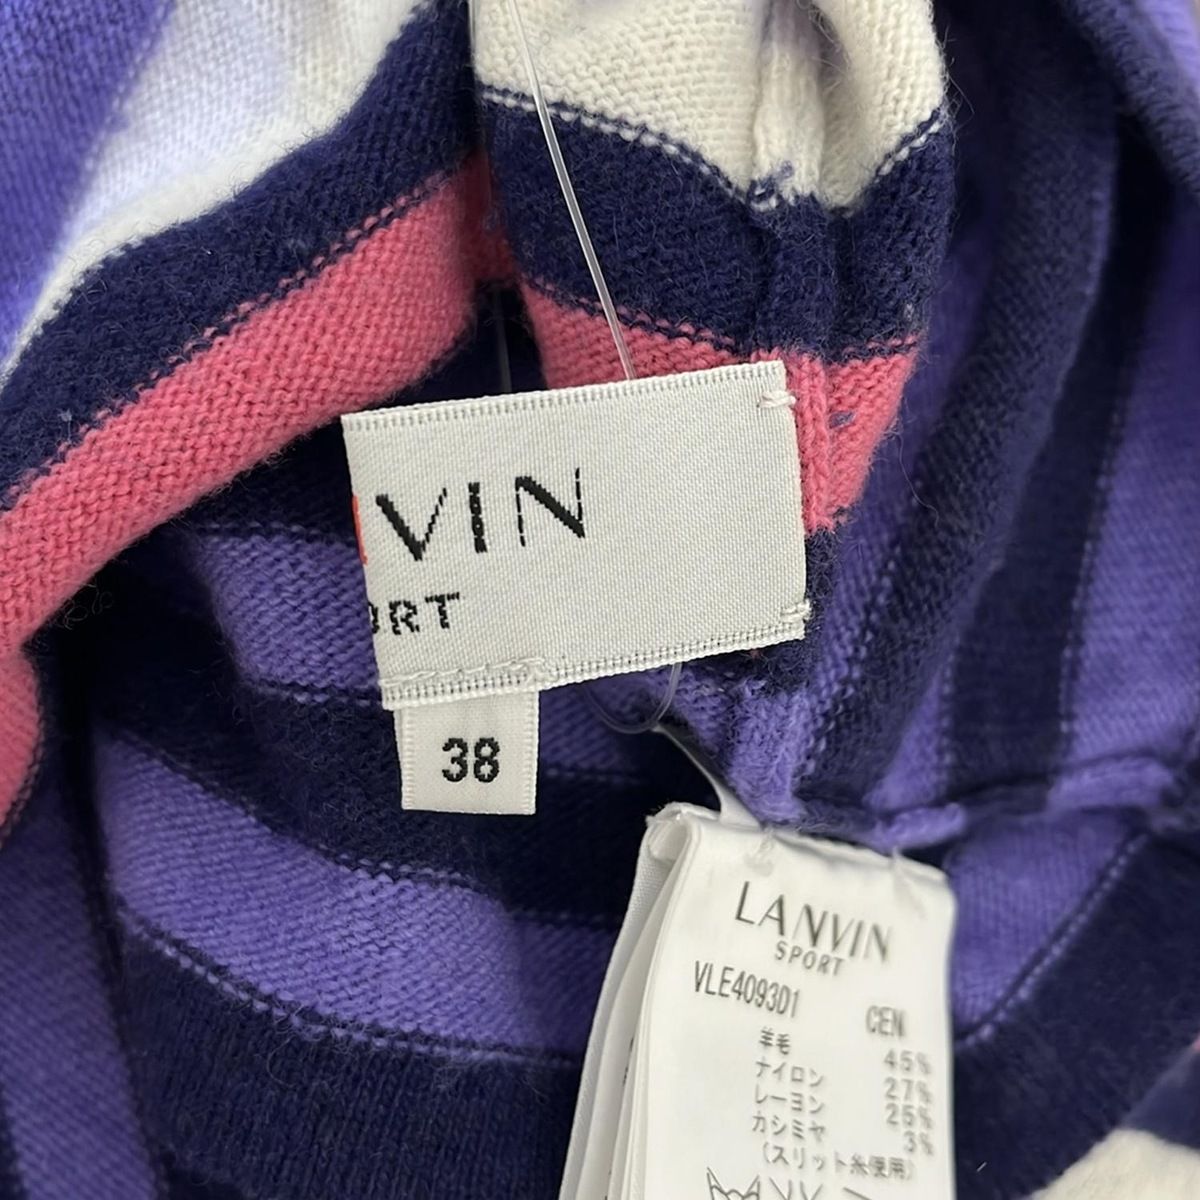 VIN
ORT
38
LANVIN
SPORT
VLE4093D1 CEN
羊毛 45%
ナイロン 27%
レーヨン 25%
カシミヤ 3%
(スリット糸使用)